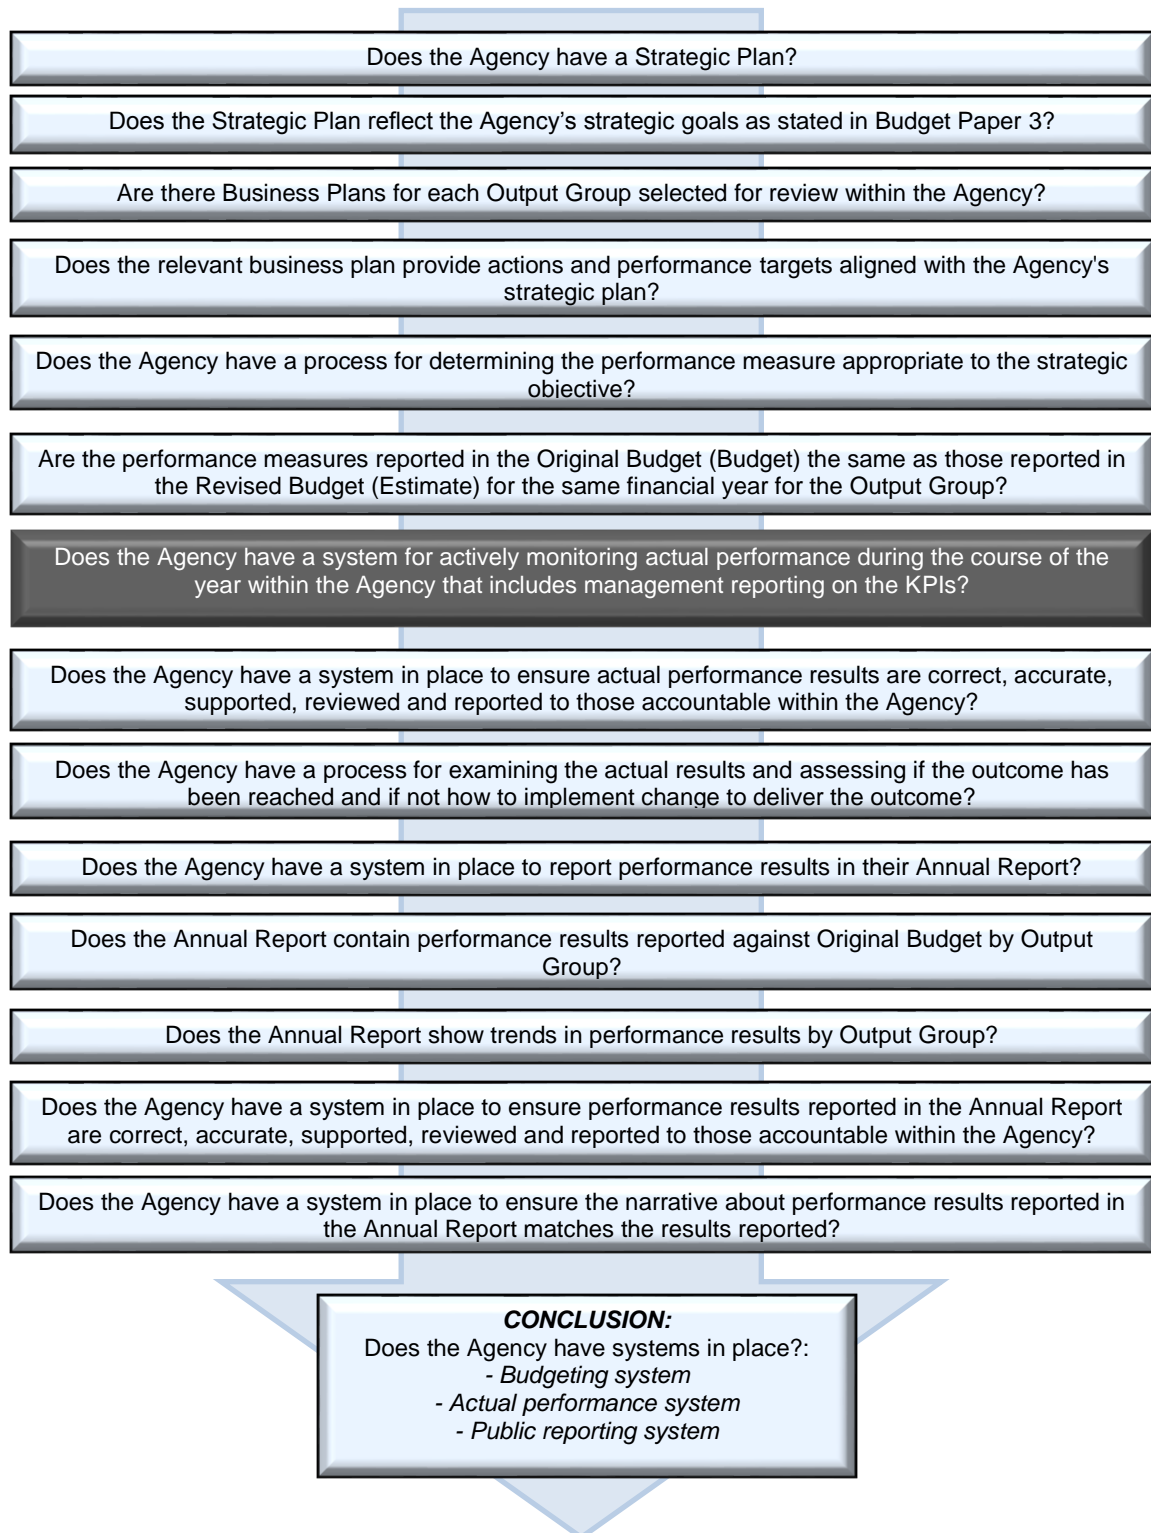 Does the Agency have a Strategic Plan?
Does the Strategic Plan reflect the Agency’s strategic goals as stated in Budget Paper 3?
Are there Business Plans for each Output Group selected for review within the Agency?
Does the relevant business plan provide actions and performance targets aligned with the Agency's
strategic plan?
Does the Agency have a process for determining the performance measure appropriate to the strategic
objective?
Are the performance measures reported in the Original Budget (Budget) the same as those reported in
the Revised Budget (Estimate) for the same financial year for the Output Group?
Does the Agency have a system for actively monitoring actual performance during the course of the
year within the Agency that includes management reporting on the KPIs?
Does the Agency have a system in place to ensure actual performance results are correct, accurate,
supported, reviewed and reported to those accountable within the Agency?
Does the Agency have a process for examining the actual results and assessing if the outcome has
been reached and if not how to implement change to deliver the outcome?
Does the Agency have a system in place to report performance results in their Annual Report?
Does the Annual Report contain performance results reported against Original Budget by Output
Group?
Does the Annual Report show trends in performance results by Output Group?
Does the Agency have a system in place to ensure performance results reported in the Annual Report
are correct, accurate, supported, reviewed and reported to those accountable within the Agency?
Does the Agency have a system in place to ensure the narrative about performance results reported in
the Annual Report matches the results reported?
CONCLUSION:
Does the Agency have systems in place?:
- Budgeting system
- Actual performance system
- Public reporting system